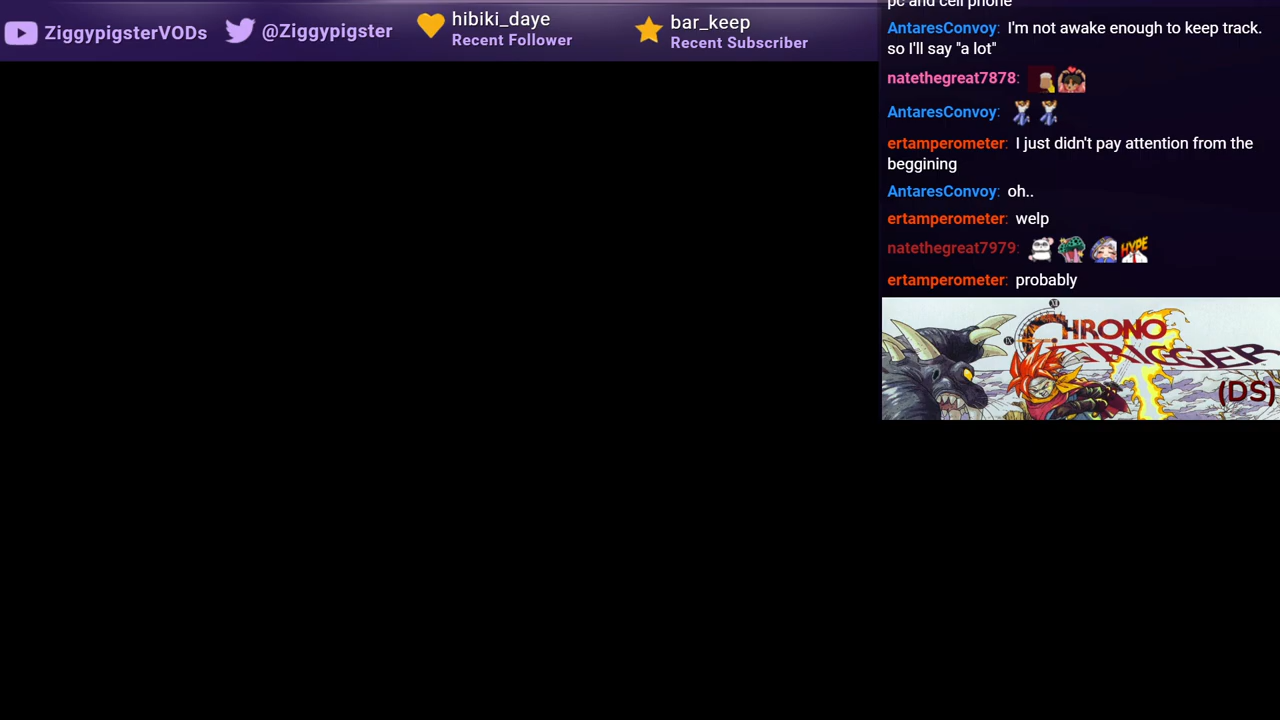 ZiggypigsterVODs
@Ziggypigster
hibiki_daye
Recent Follower
bar_keep
Recent Subscriber
pc and cell phone
AntaresConvoy: I'm not awake enough to keep track.
so I'll say "a lot"
natethegreat7878:
AntaresConvoy:
ertamperometer: I just didn't pay attention from the
beggining
AntaresConvoy: oh..
ertamperometer: welp
natethegreat7979: HYPE
ertamperometer: probably
CHRONO
TRIGGER
(DS)